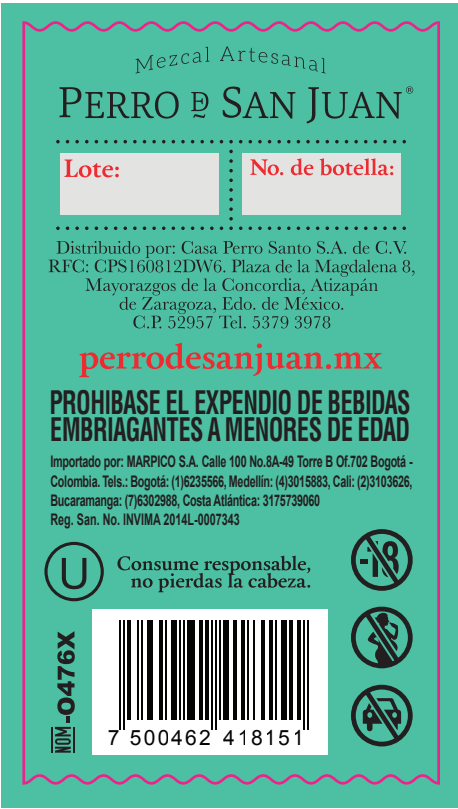 Mezcal Artesanal
PERRO DE SAN JUAN®
Lote:
No. de botella:
Distribuido por: Casa Perro Santo S.A. de C.V.
RFC: CPS160812DW6. Plaza de la Magdalena 8,
Mayorazgos de la Concordia, Atizapán
de Zaragoza, Edo. de México.
C.P. 52957 Tel. 5379 3978
perrodesanjuan.mx
PROHIBASE EL EXPENDIO DE BEBIDAS
EMBRIAGANTES A MENORES DE EDAD
Importado por: MARPICO S.A. Calle 100 No.8A-49 Torre B Of.702 Bogotá -
Colombia. Tels.: Bogotá: (1)6235566, Medellín: (4)3015883, Cali: (2)3103626,
Bucaramanga: (7)6302988, Costa Atlántica: 3175739060
Reg. San. No. INVIMA 2014L-0007343
U
Consume responsable,
no pierdas la cabeza.
-18
NOM-O476X
7 500462 418151